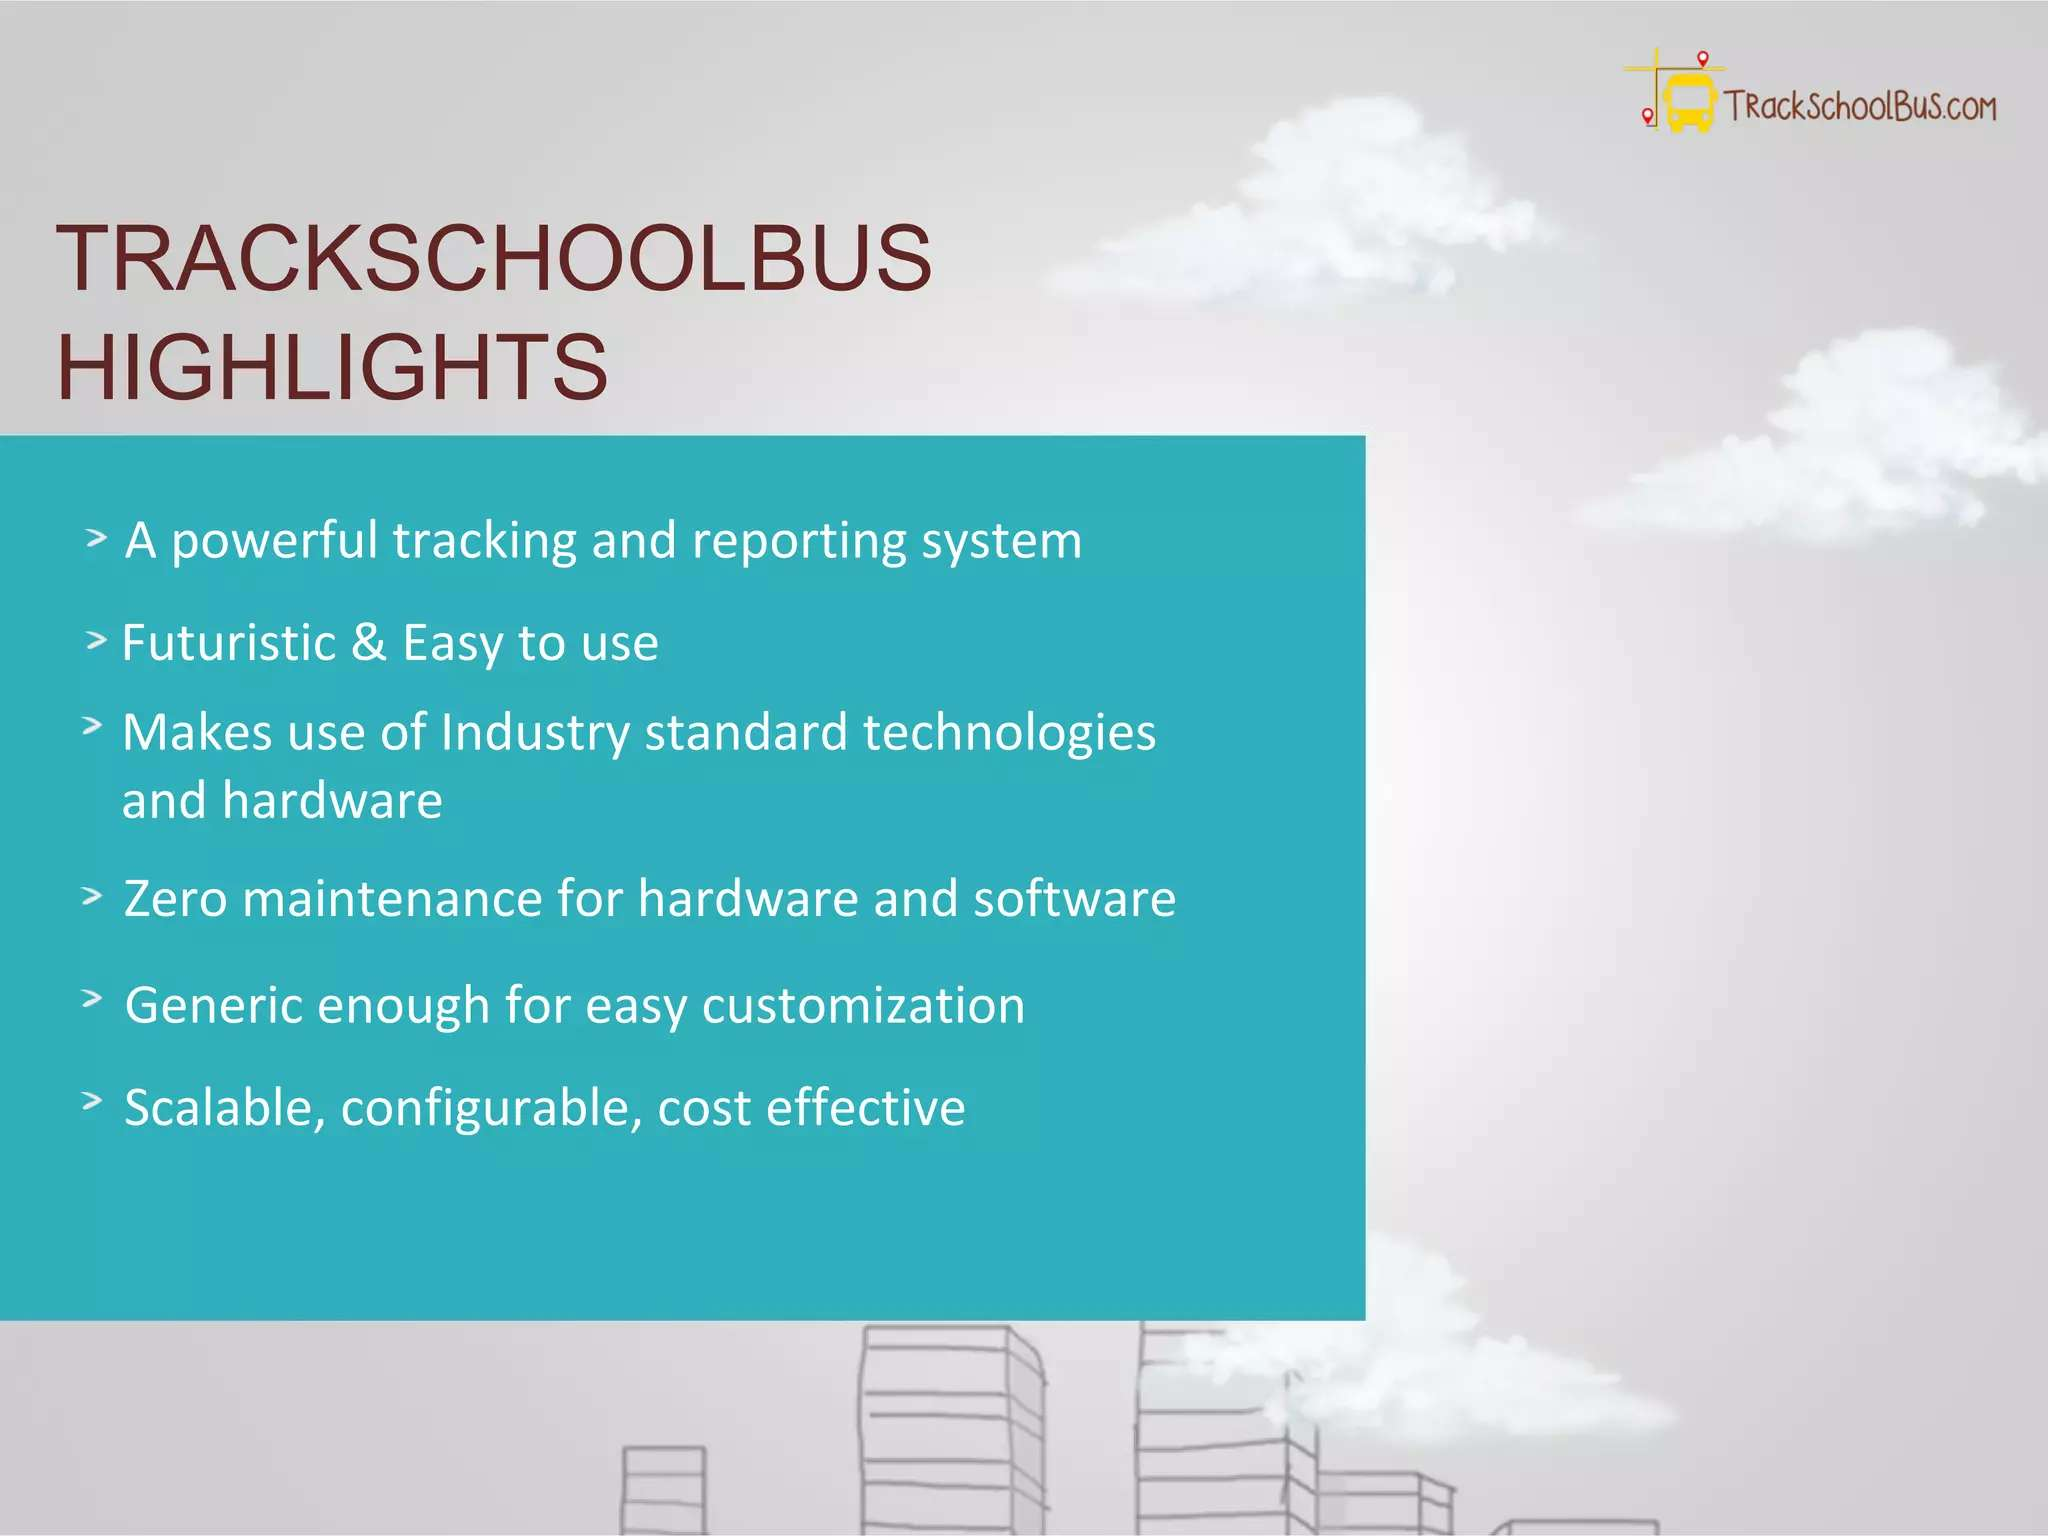 TRackSchoolBus.com
TRACKSCHOOLBUS
HIGHLIGHTS
> A powerful tracking and reporting system
> Futuristic & Easy to use
> Makes use of Industry standard technologies
and hardware
> Zero maintenance for hardware and software
> Generic enough for easy customization
> Scalable, configurable, cost effective